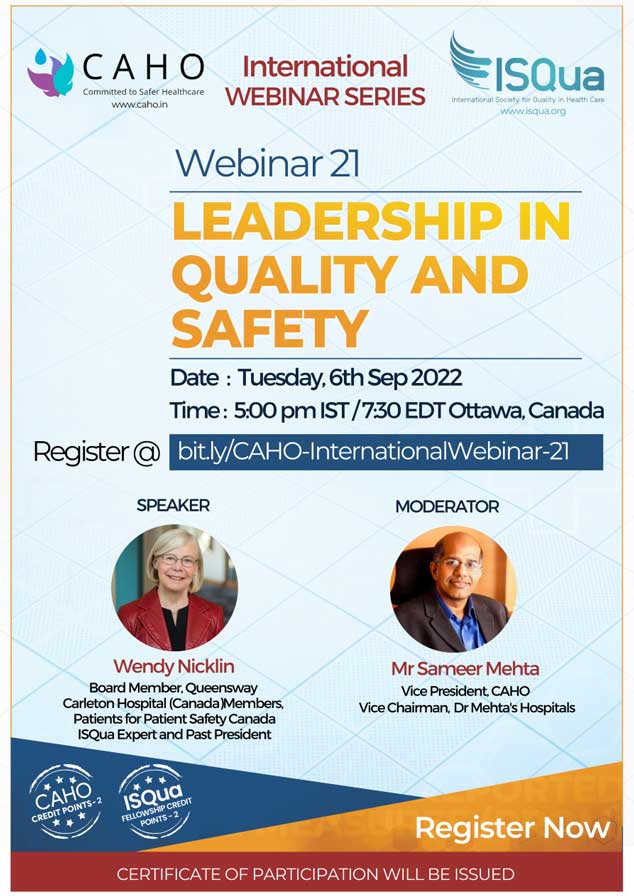 CAHO
Committed to Safer Healthcare
www.caho.in
International
WEBINAR SERIES
ISQua
International Society for Quality in Health Care
www.isqua.org
Webinar 21
LEADERSHIP IN
QUALITY AND
SAFETY
Date : Tuesday, 6th Sep 2022
Time : 5:00 pm IST / 7:30 EDT Ottawa, Canada
Register @ bit.ly/CAHO-InternationalWebinar-21
SPEAKER
Wendy Nicklin
Board Member, Queensway
Carleton Hospital (Canada)Members,
Patients for Patient Safety Canada
ISQua Expert and Past President
MODERATOR
Mr Sameer Mehta
Vice President, CAHO
Vice Chairman, Dr Mehta's Hospitals
CAHO
CREDIT POINTS - 2
ISQua
FELLOWSHIP CREDIT
POINTS - 2
Register Now
CERTIFICATE OF PARTICIPATION WILL BE ISSUED